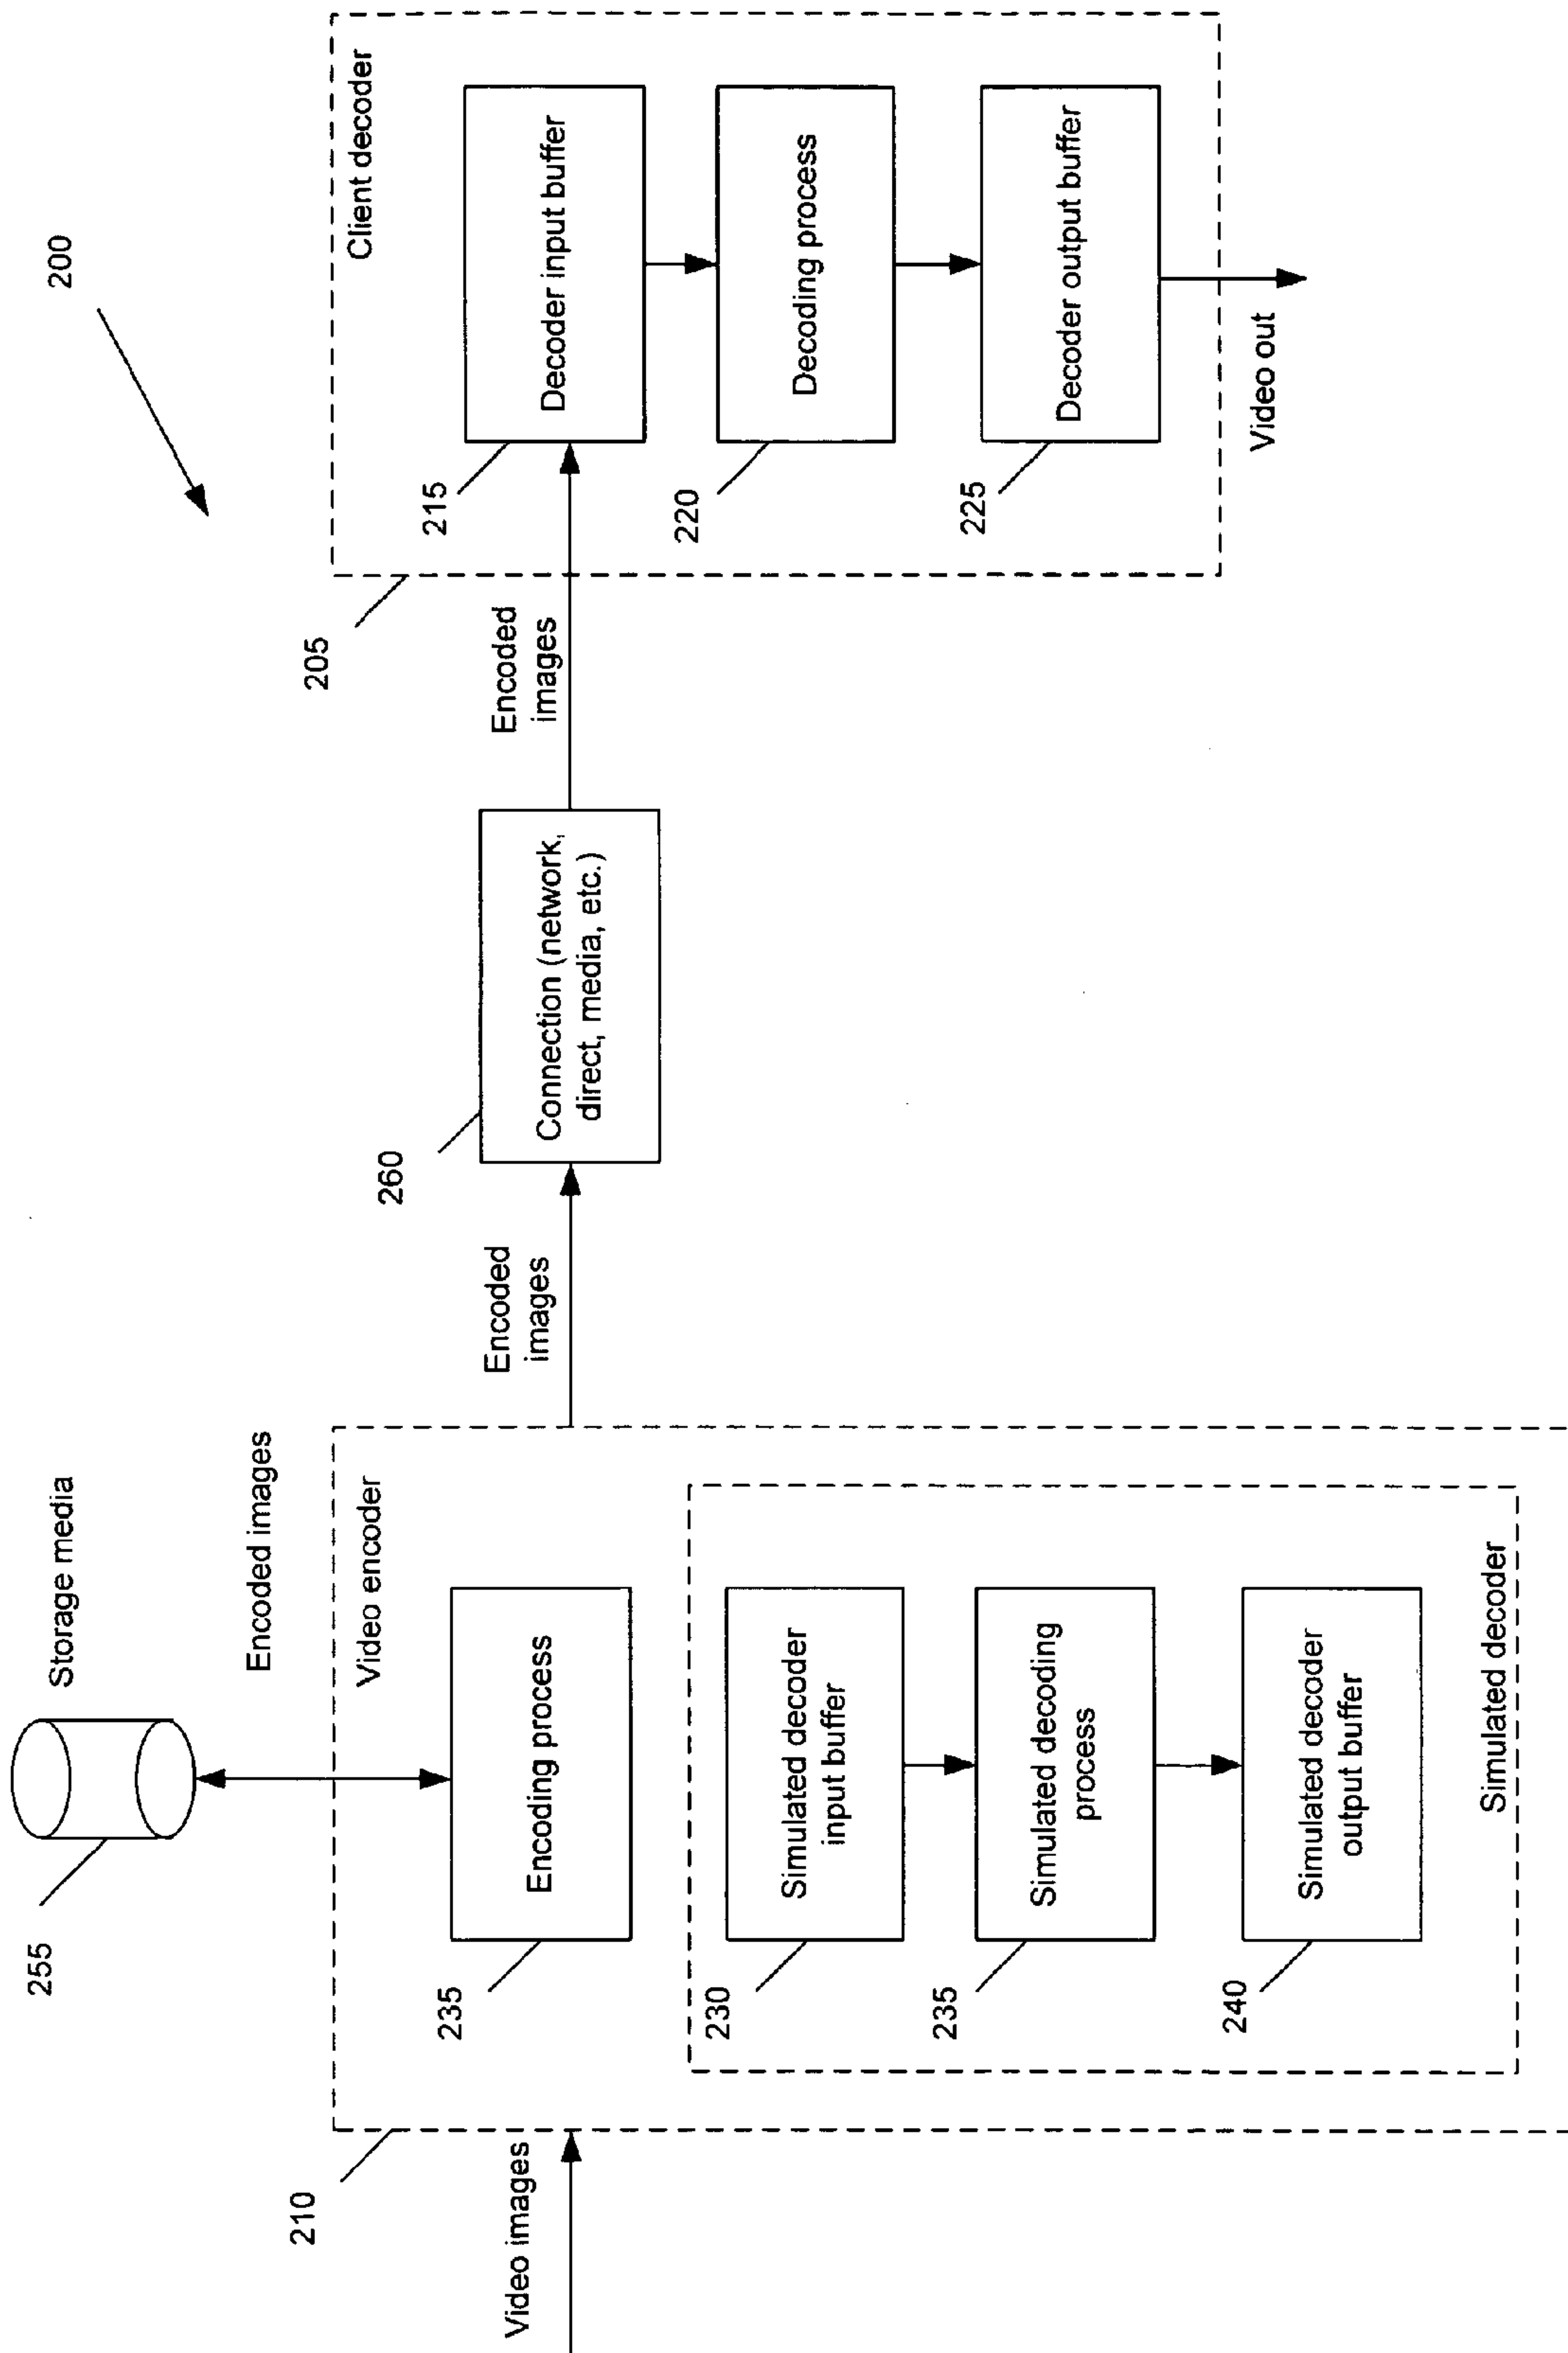 200
Storage media
255
Encoded images
Video encoder
210
Video images
235
Encoding process
230
Simulated decoder
input buffer
235
Simulated decoding
process
240
Simulated decoder
output buffer
Simulated decoder
Encoded
images
260
Connection (network,
direct, media, etc.)
Encoded
images
205
Client decoder
215
Decoder input buffer
220
Decoding process
225
Decoder output buffer
Video out